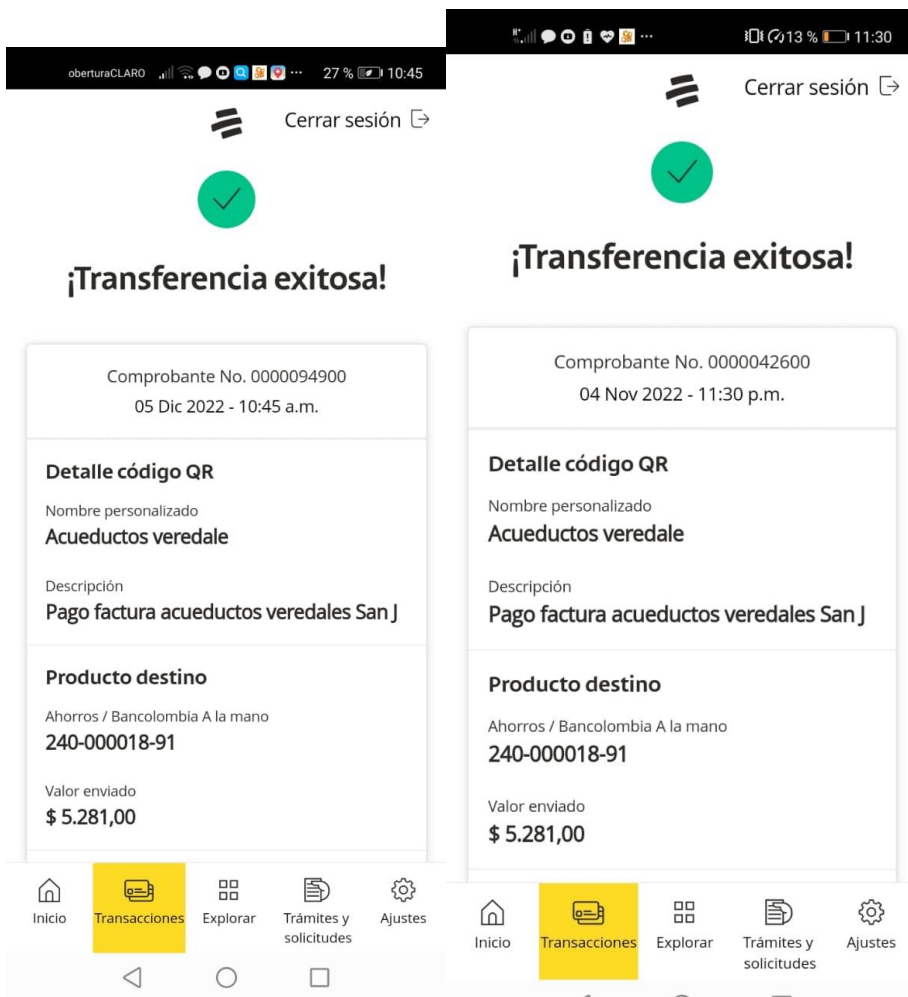 oberturaCLARO 27 % 10:45
Cerrar sesión
¡Transferencia exitosa!
Comprobante No. 0000094900
05 Dic 2022 - 10:45 a.m.
Detalle código QR
Nombre personalizado
Acueductos veredale
Descripción
Pago factura acueductos veredales San J
Producto destino
Ahorros / Bancolombia A la mano
240-000018-91
Valor enviado
$ 5.281,00
Inicio
Transacciones
Explorar
Trámites y
solicitudes
Ajustes
13 % 11:30
Cerrar sesión
¡Transferencia exitosa!
Comprobante No. 0000042600
04 Nov 2022 - 11:30 p.m.
Detalle código QR
Nombre personalizado
Acueductos veredale
Descripción
Pago factura acueductos veredales San J
Producto destino
Ahorros / Bancolombia A la mano
240-000018-91
Valor enviado
$ 5.281,00
Inicio
Transacciones
Explorar
Trámites y
solicitudes
Ajustes